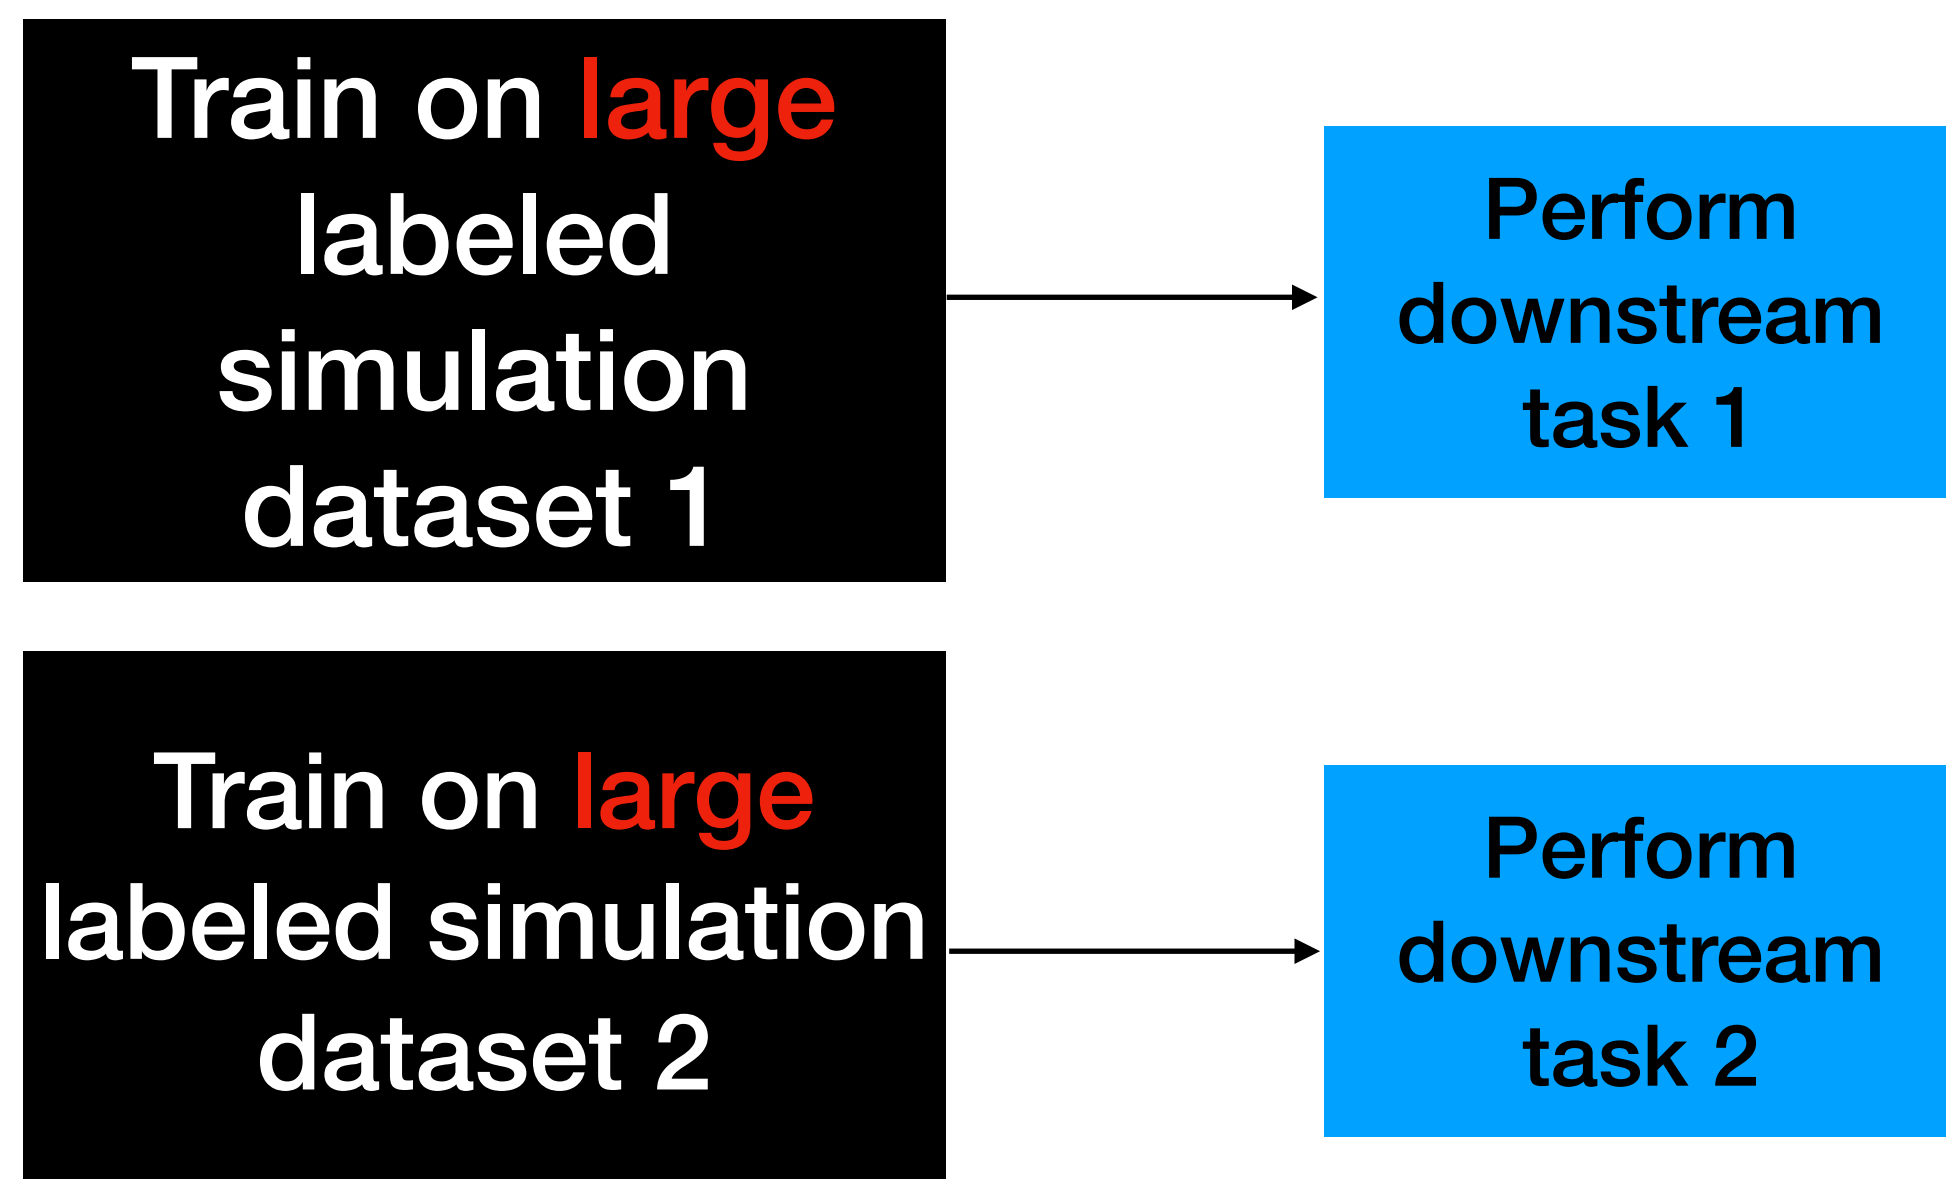 Train on large
labeled
simulation
dataset 1
Perform
downstream
task 1
Train on large
labeled simulation
dataset 2
Perform
downstream
task 2